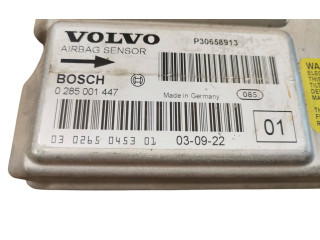 VOLVO
P30658913
AIRBAG SENSOR
BOSCH
0 285 001 447
Made in Germany
085
01
03 0265 0453 01
03-09-22